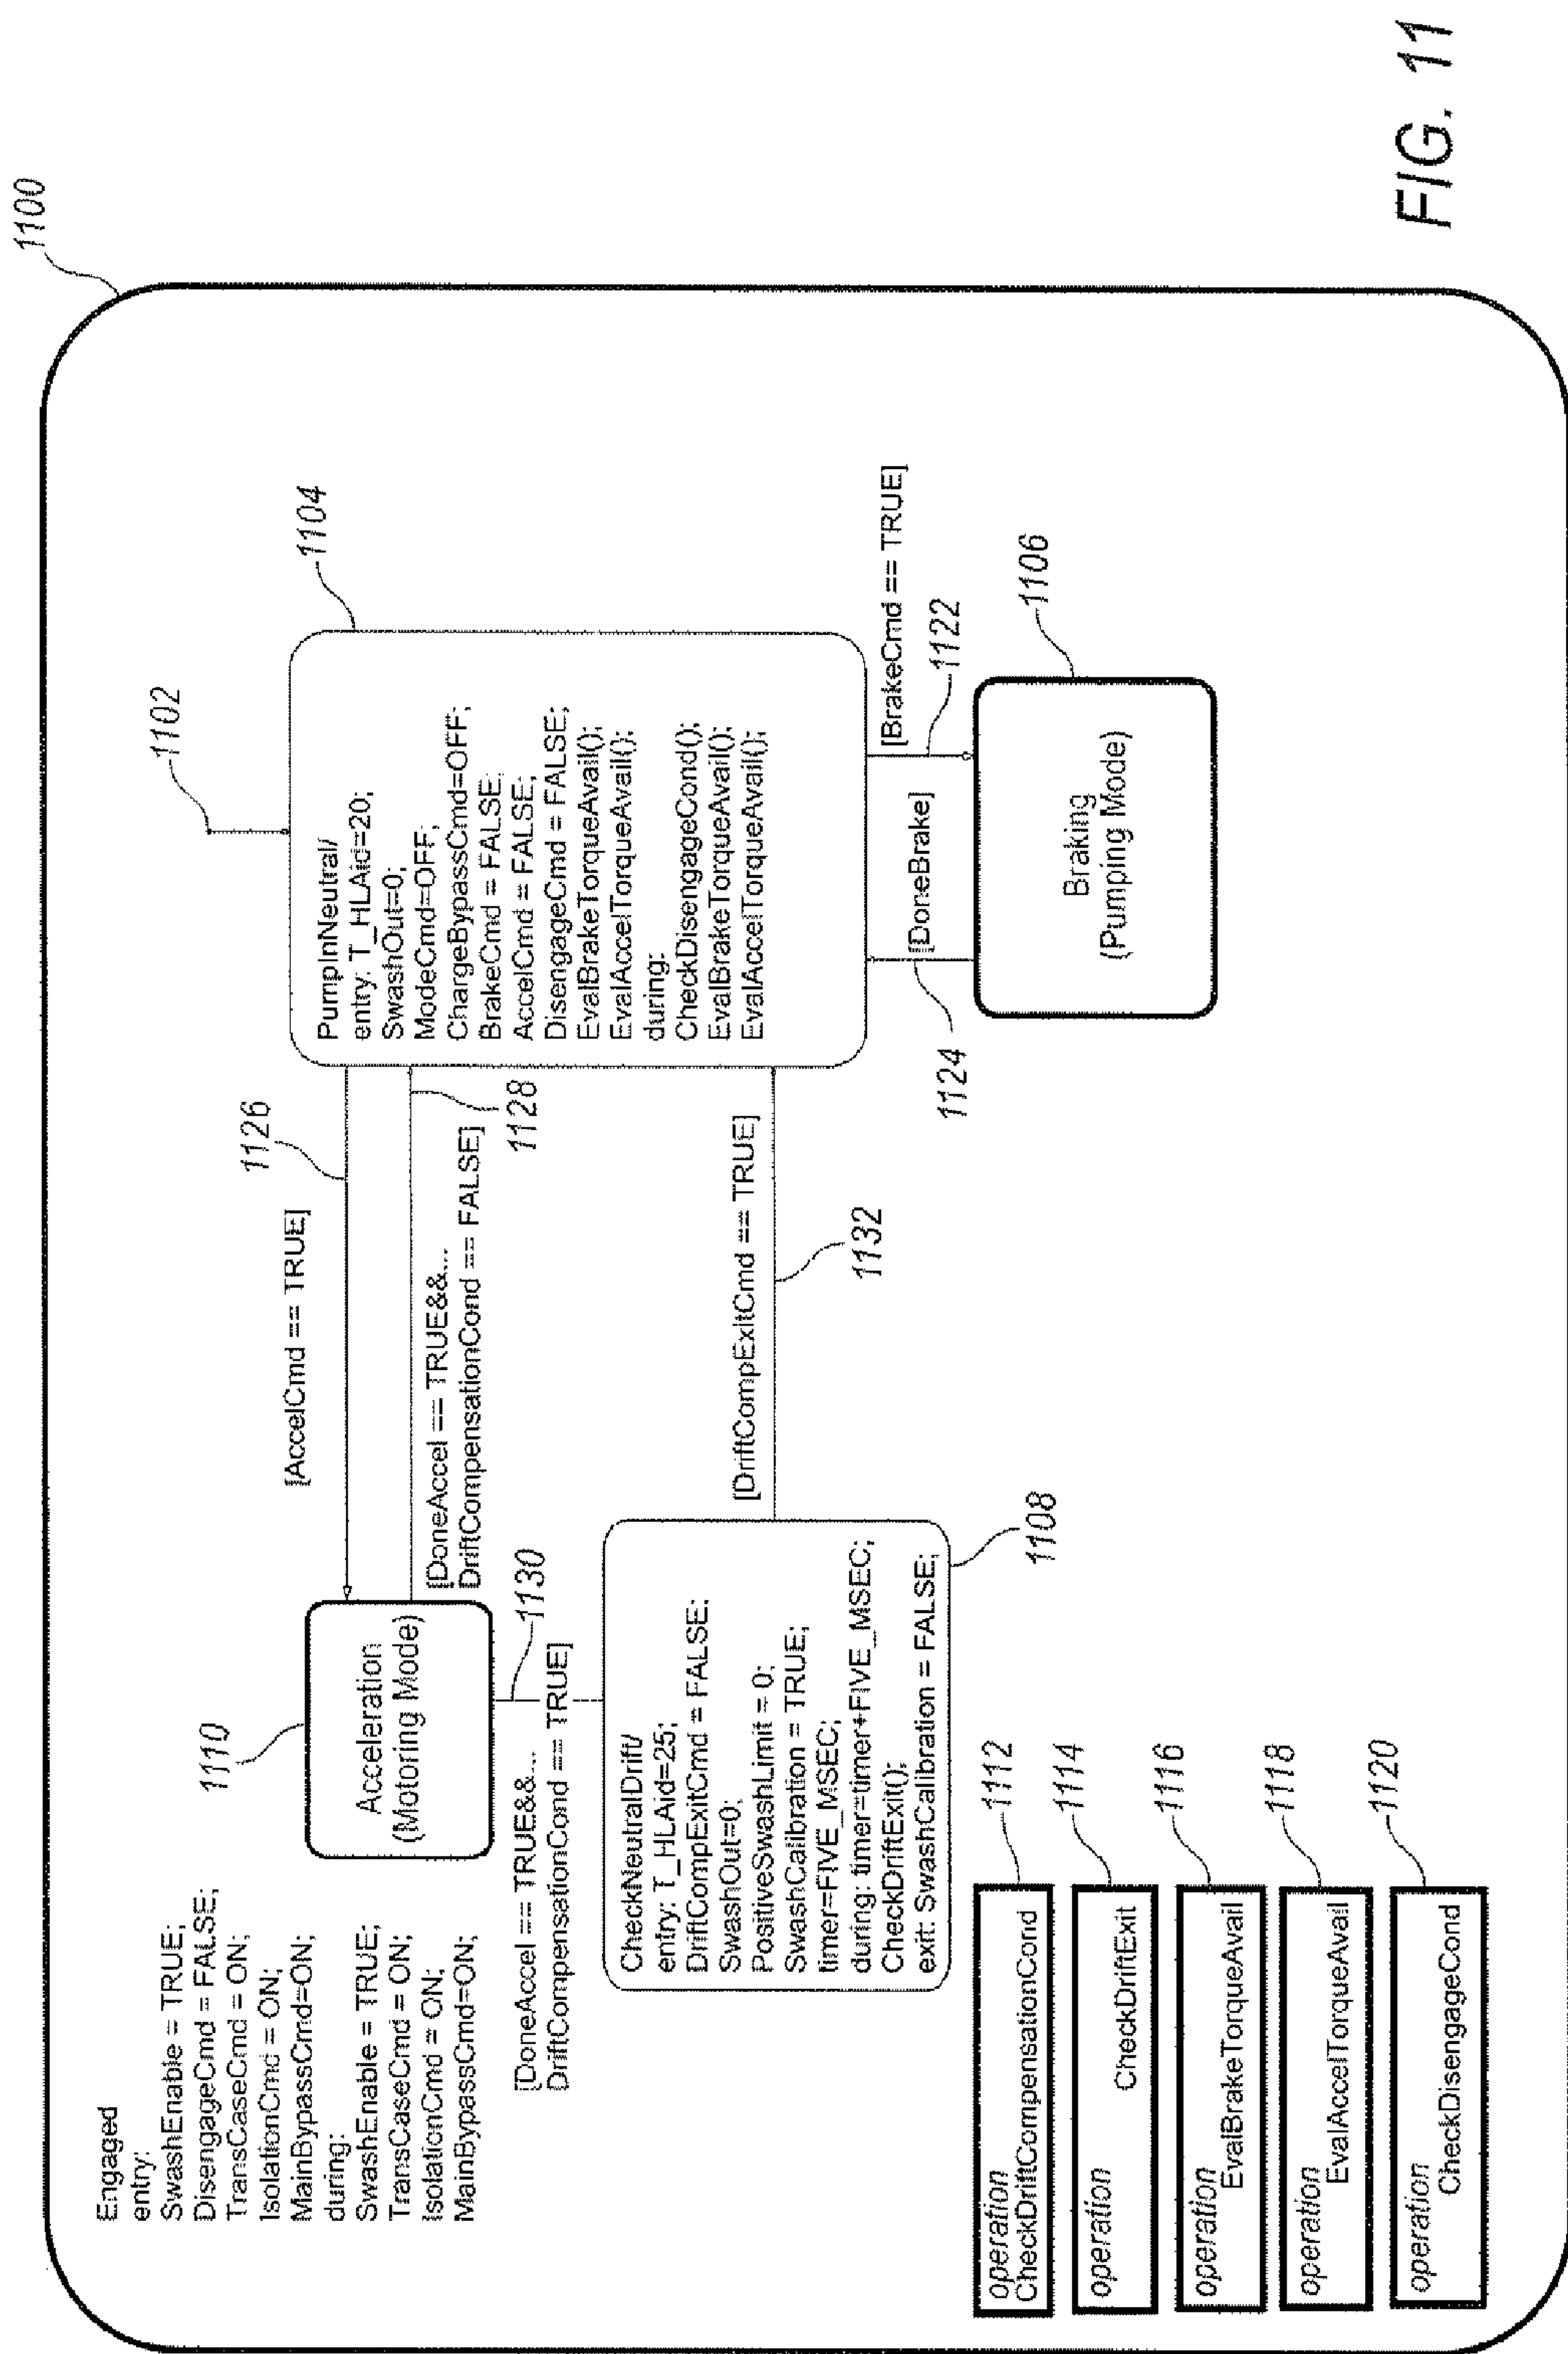 1100
Engaged
entry:
SwashEnable = TRUE;
DisengageCmd = FALSE;
TransCaseCmd = ON;
IsolationCmd = ON;
MainBypassCmd=ON;
during:
SwashEnable = TRUE;
TransCaseCmd = ON;
IsolationCmd = ON;
MainBypassCmd=ON;
1110
Acceleration
(Motoring Mode)
[AccelCmd == TRUE]
1126
[DoneAccel == TRUE&&...
DriftCompensationCond == FALSE]
1128
1102
1104
PumpInNeutral/
entry: T_HLAid=20;
SwashOut=0;
ModeCmd=OFF;
ChargeBypassCmd=OFF;
BrakeCmd = FALSE;
AccelCmd = FALSE;
DisengageCmd = FALSE;
EvalBrakeTorqueAvail();
EvalAccelTorqueAvail();
during:
CheckDisengageCond();
EvalBrakeTorqueAvail();
EvalAccelTorqueAvail();
[DoneAccel == TRUE&&...
DriftCompensationCond == TRUE]
1130
CheckNeutralDrift/
entry: T_HLAid=25;
DriftCompExitCmd = FALSE;
SwashOut=0;
PositiveSwashLimit = 0;
SwashCalibration = TRUE;
timer=FIVE_MSEC;
during: timer=timer+FIVE_MSEC;
CheckDriftExit();
exit: SwashCalibration = FALSE;
1108
[DriftCompExitCmd == TRUE]
1132
1124
[DoneBrake]
[BrakeCmd == TRUE]
1122
Braking
(Pumping Mode)
1106
operation
CheckDriftCompensationCond
1112
operation
CheckDriftExit
1114
operation
EvalBrakeTorqueAvail
1116
operation
EvalAccelTorqueAvail
1118
operation
CheckDisengageCond
1120
FIG. 11